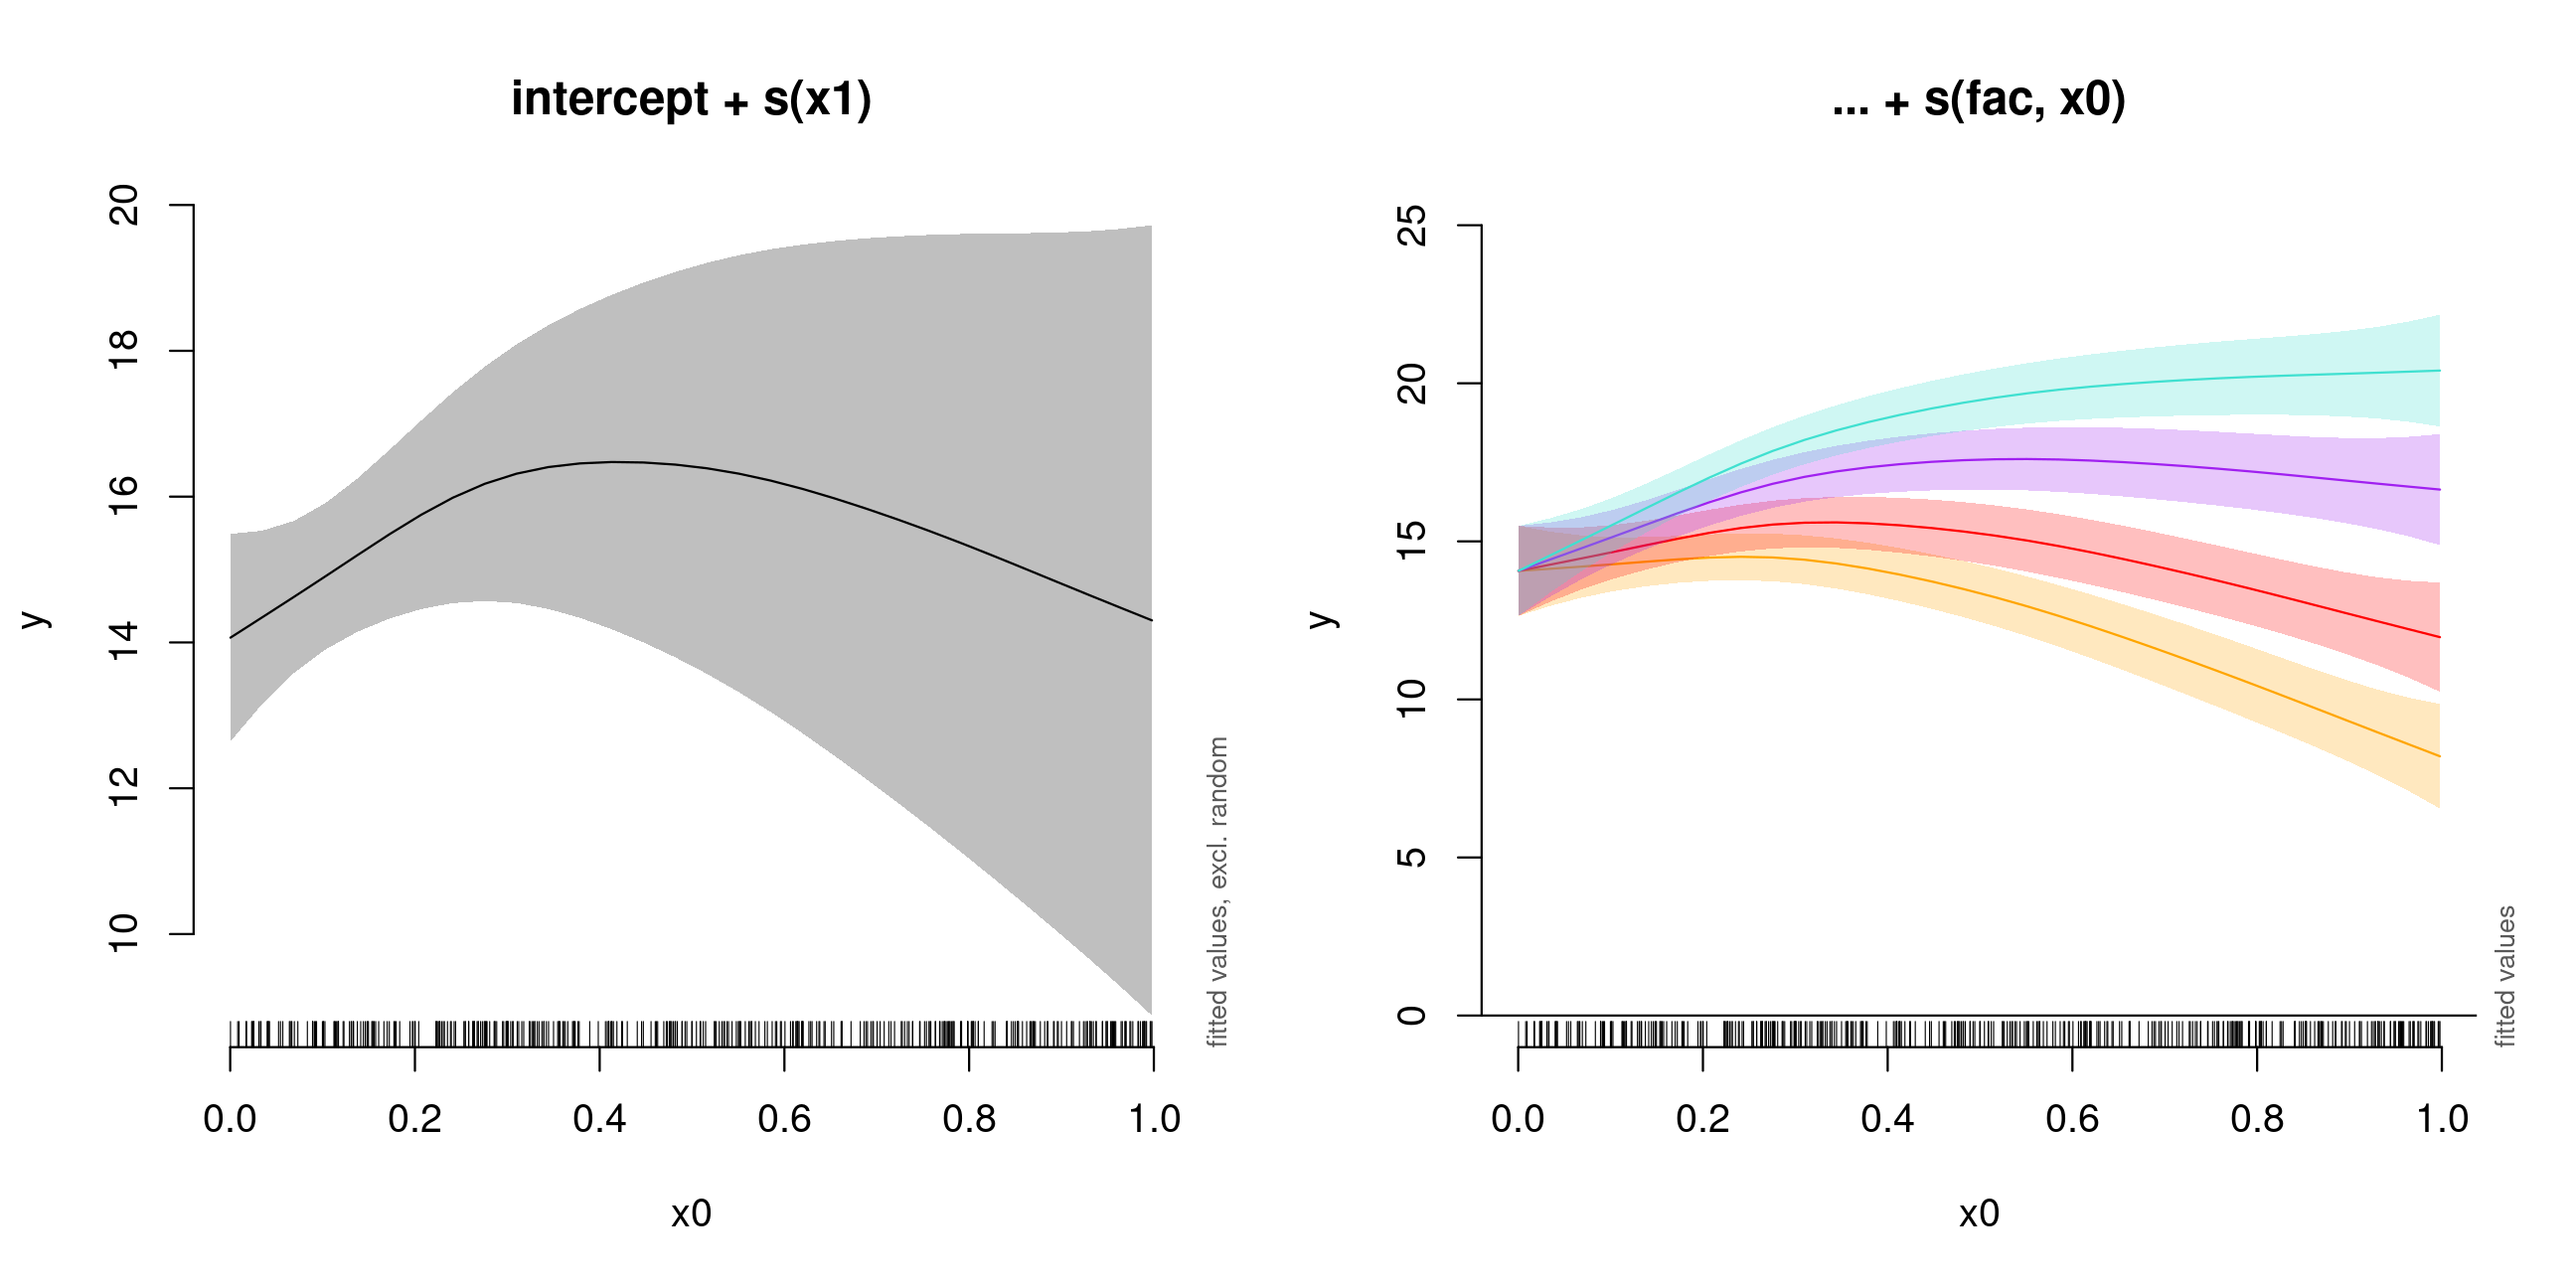 intercept + s(x1)
20
18
16
14
12
10
y
0.0 0.2 0.4 0.6 0.8 1.0
x0
fitted values, excl. random
... + s(fac, x0)
25
20
15
10
5
0
y
0.0 0.2 0.4 0.6 0.8 1.0
x0
fitted values